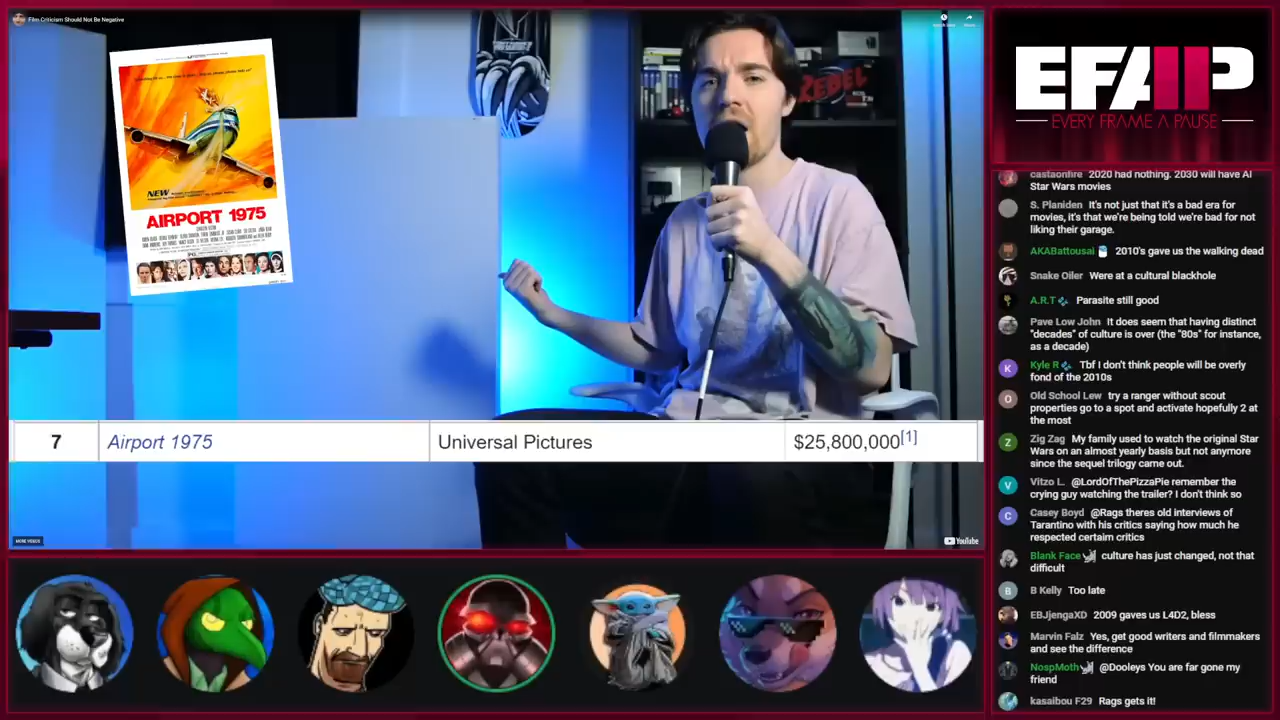 Film Criticism Should Not Be Negative
NEW
AIRPORT 1975
REBEL
7
Airport 1975
Universal Pictures
$25,800,000[1]
MORE VIDEOS
YouTube
EFAP
EVERY FRAME A PAUSE
castaonfire 2020 had nothing. 2030 will have AI
Star Wars movies
S. Planiden It's not just that it's a bad era for
movies, it's that we're being told we're bad for not
liking their garage.
AKABattousai 2010's gave us the walking dead
Snake Oiler Were at a cultural blackhole
A.R.T Parasite still good
Pave Low John It does seem that having distinct
"decades" of culture is over (the "80s" for instance,
as a decade)
K
Kyle R Tbf I don't think people will be overly
fond of the 2010s
O
Old School Lew try a ranger without scout
properties go to a spot and activate hopefully 2 at
the most
Z
Zig Zag My family used to watch the original Star
Wars on an almost yearly basis but not anymore
since the sequel trilogy came out.
V
Vitzo L. @LordOfThePizzaPie remember the
crying guy watching the trailer? I don't think so
C
Casey Boyd @Rags theres old interviews of
Tarantino with his critics saying how much he
respected certaim critics
Blank Face culture has just changed, not that
difficult
B
B Kelly Too late
EBJjengaXD 2009 gaves us L4D2, bless
Marvin Falz Yes, get good writers and filmmakers
and see the difference
NospMoth @Dooleys You are far gone my
friend
kasaibou F29 Rags gets it!